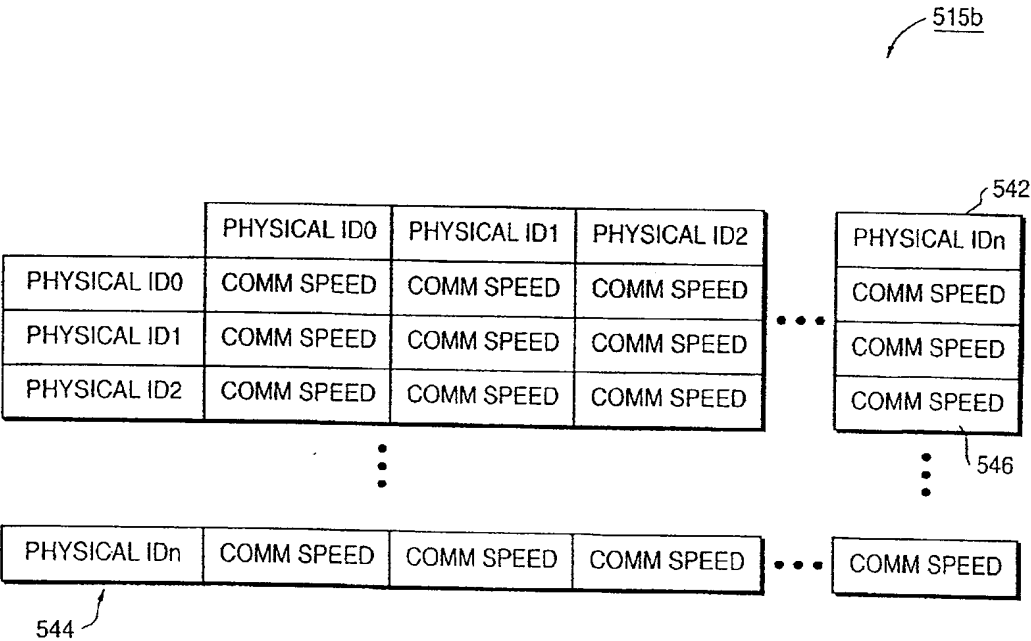 515b
542
PHYSICAL ID0 PHYSICAL ID1 PHYSICAL ID2 PHYSICAL IDn
PHYSICAL ID0 COMM SPEED COMM SPEED COMM SPEED COMM SPEED
PHYSICAL ID1 COMM SPEED COMM SPEED COMM SPEED COMM SPEED
PHYSICAL ID2 COMM SPEED COMM SPEED COMM SPEED COMM SPEED
546
PHYSICAL IDn COMM SPEED COMM SPEED COMM SPEED COMM SPEED
544